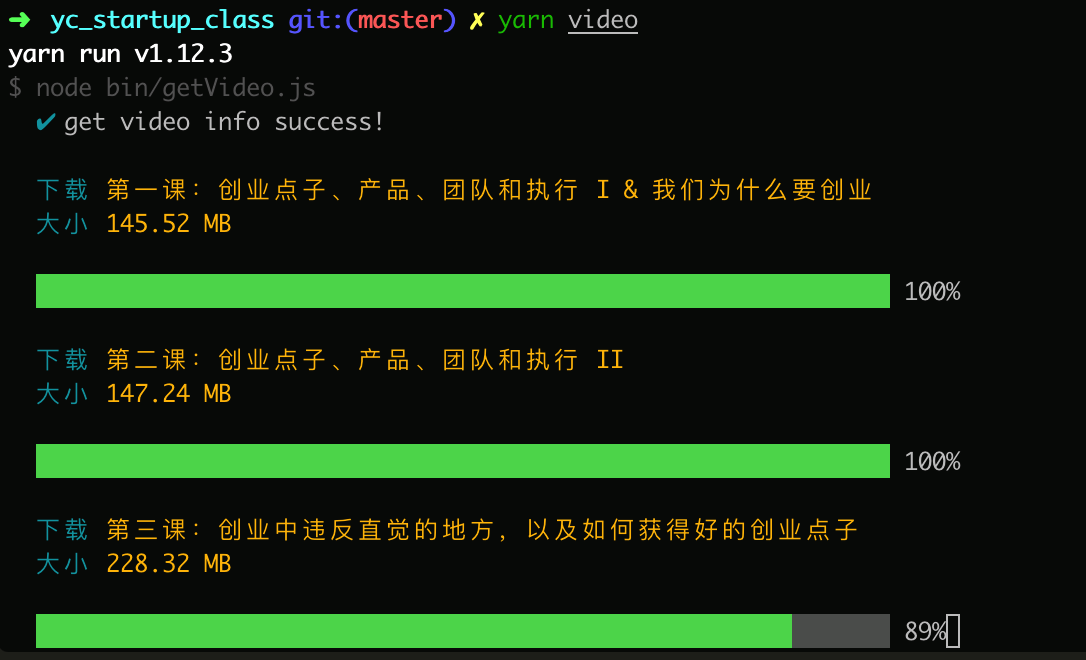 ➜ yc_startup_class git:(master) ✗ yarn video
yarn run v1.12.3
$ node bin/getVideo.js
✔ get video info success!
下载 第一课：创业点子、产品、团队和执行 I & 我们为什么要创业
大小 145.52 MB
100%
下载 第二课：创业点子、产品、团队和执行 II
大小 147.24 MB
100%
下载 第三课：创业中违反直觉的地方，以及如何获得好的创业点子
大小 228.32 MB
89%